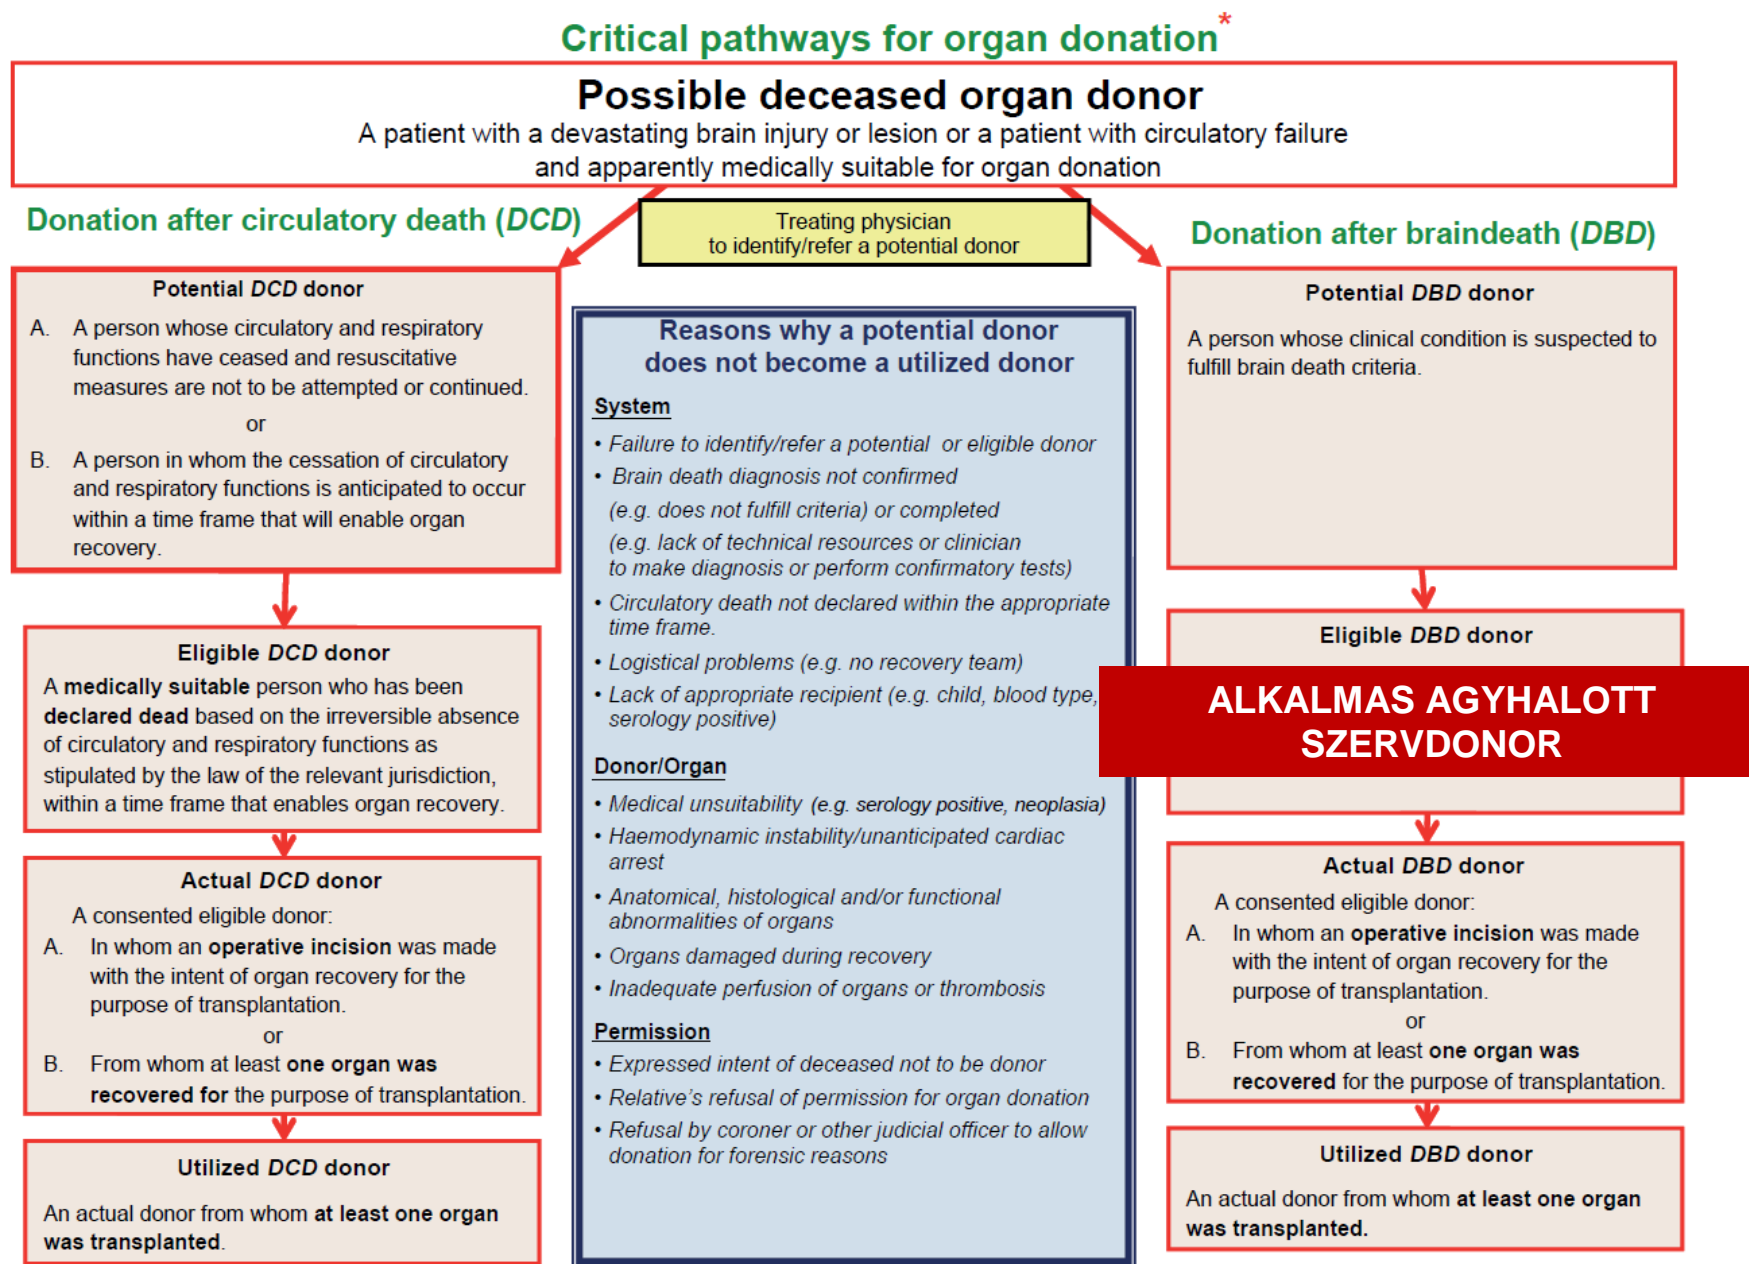 Critical pathways for organ donation*
Possible deceased organ donor
A patient with a devastating brain injury or lesion or a patient with circulatory failure
and apparently medically suitable for organ donation
Treating physician
to identify/refer a potential donor
Donation after circulatory death (DCD)
Potential DCD donor
A. A person whose circulatory and respiratory
functions have ceased and resuscitative
measures are not to be attempted or continued.
or
B. A person in whom the cessation of circulatory
and respiratory functions is anticipated to occur
within a time frame that will enable organ
recovery.
Eligible DCD donor
A medically suitable person who has been
declared dead based on the irreversible absence
of circulatory and respiratory functions as
stipulated by the law of the relevant jurisdiction,
within a time frame that enables organ recovery.
Actual DCD donor
A consented eligible donor:
A. In whom an operative incision was made
with the intent of organ recovery for the
purpose of transplantation.
or
B. From whom at least one organ was
recovered for the purpose of transplantation.
Utilized DCD donor
An actual donor from whom at least one organ
was transplanted.
Reasons why a potential donor
does not become a utilized donor
System
• Failure to identify/refer a potential or eligible donor
• Brain death diagnosis not confirmed
(e.g. does not fulfill criteria) or completed
(e.g. lack of technical resources or clinician
to make diagnosis or perform confirmatory tests)
• Circulatory death not declared within the appropriate
time frame.
• Logistical problems (e.g. no recovery team)
• Lack of appropriate recipient (e.g. child, blood type,
serology positive)
Donor/Organ
• Medical unsuitability (e.g. serology positive, neoplasia)
• Haemodynamic instability/unanticipated cardiac
arrest
• Anatomical, histological and/or functional
abnormalities of organs
• Organs damaged during recovery
• Inadequate perfusion of organs or thrombosis
Permission
• Expressed intent of deceased not to be donor
• Relative's refusal of permission for organ donation
• Refusal by coroner or other judicial officer to allow
donation for forensic reasons
Donation after braindeath (DBD)
Potential DBD donor
A person whose clinical condition is suspected to
fulfill brain death criteria.
Eligible DBD donor
ALKALMAS AGYHALOTT
SZERVDONOR
Actual DBD donor
A consented eligible donor:
A. In whom an operative incision was made
with the intent of organ recovery for the
purpose of transplantation.
or
B. From whom at least one organ was
recovered for the purpose of transplantation.
Utilized DBD donor
An actual donor from whom at least one organ
was transplanted.